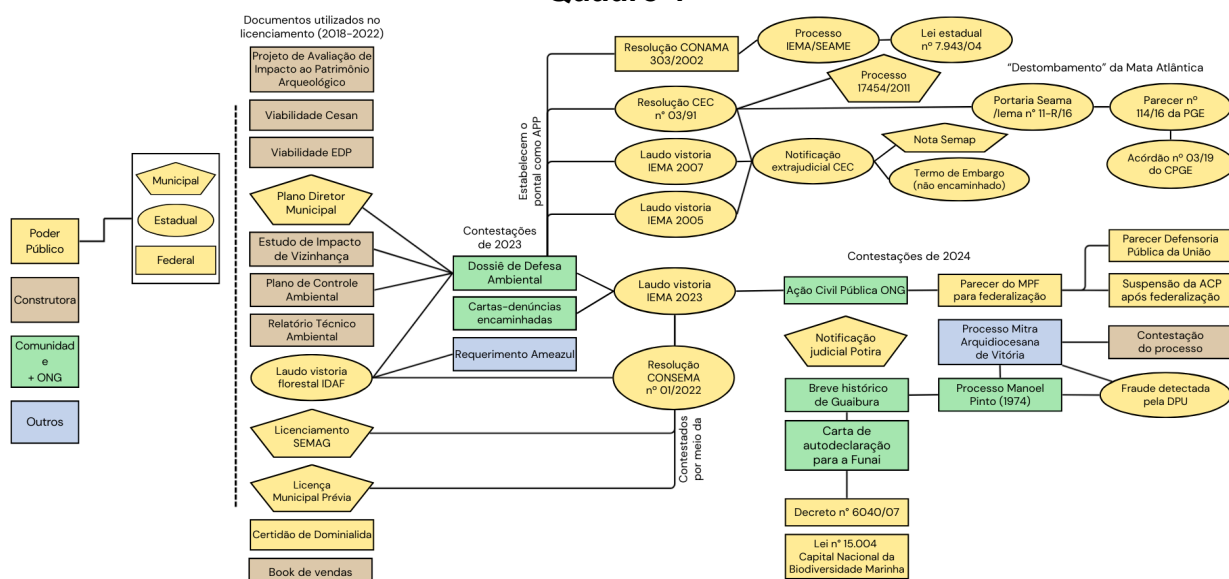 Documentos utilizados no
licenciamento (2018-2022)
Projeto de Avaliação de
Impacto ao Patrimônio
Arqueológico
Viabilidade Cesan
Viabilidade EDP
Plano Diretor
Municipal
Estudo de Impacto
de Vizinhança
Plano de Controle
Ambiental
Relatório Técnico
Ambiental
Laudo vistoria
florestal IDAF
Licenciamento
SEMAG
Licença
Municipal Prévia
Certidão de Dominialida
Book de vendas
Municipal
Estadual
Federal
Poder
Público
Construtora
Comunidad
e
+ ONG
Outros
Contestações
de 2023
Dossiê de Defesa
Ambiental
Cartas-denúncias
encaminhadas
Requerimento Ameazul
Estabelecem o
pontal como APP
Resolução CONAMA
303/2002
Processo
IEMA/SEAME
Lei estadual
nº 7.943/04
Resolução CEC
n° 03/91
Processo
17454/2011
"Destombamento" da Mata Atlântica
Portaria Seama
/Iema n° 11-R/16
Parecer nº
114/16 da PGE
Acórdão nº 03/19
do CPGE
Laudo vistoria
IEMA 2007
Notificação
extrajudicial CEC
Nota Semap
Termo de Embargo
(não encaminhado)
Laudo vistoria
IEMA 2005
Laudo vistoria
IEMA 2023
Resolução
CONSEMA
nº 01/2022
Contestados
por meio da
Contestações de 2024
Ação Civil Pública ONG
Parecer do MPF
para federalização
Parecer Defensoria
Pública da União
Suspensão da ACP
após federalização
Notificação
judicial Potira
Processo Mitra
Arquidiocesana
de Vitória
Contestação
do processo
Breve histórico
de Guaibura
Processo Manoel
Pinto (1974)
Fraude detectada
pela DPU
Carta de
autodeclaração
para a Funai
Decreto n° 6040/07
Lei n° 15.004
Capital Nacional da
Biodiversidade Marinha